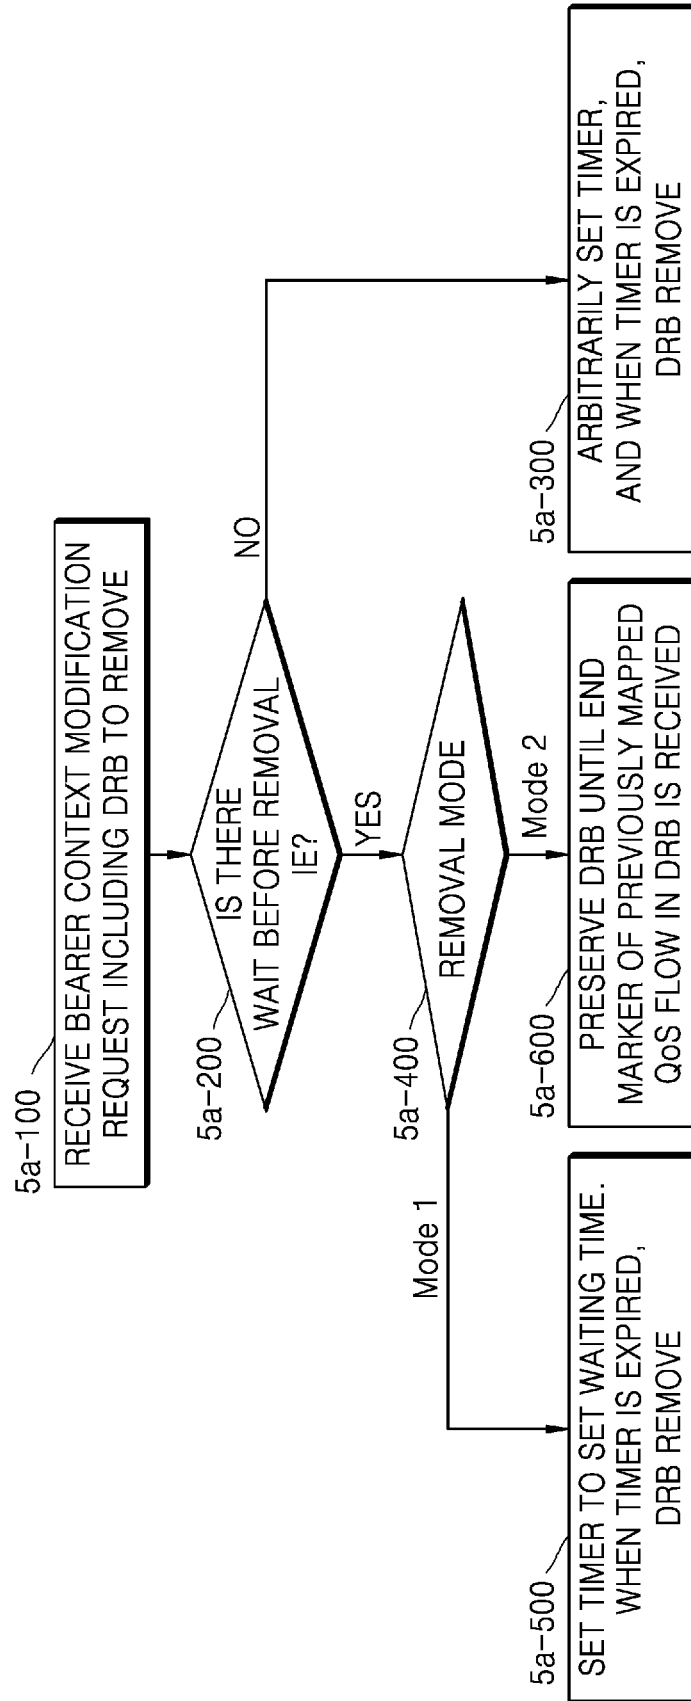 5a-100
RECEIVE BEARER CONTEXT MODIFICATION
REQUEST INCLUDING DRB TO REMOVE
5a-200
IS THERE
WAIT BEFORE REMOVAL
IE?
NO
YES
5a-400
REMOVAL MODE
Mode 1
Mode 2
5a-500
SET TIMER TO SET WAITING TIME.
WHEN TIMER IS EXPIRED,
DRB REMOVE
5a-600
PRESERVE DRB UNTIL END
MARKER OF PREVIOUSLY MAPPED
QoS FLOW IN DRB IS RECEIVED
5a-300
ARBITRARILY SET TIMER,
AND WHEN TIMER IS EXPIRED,
DRB REMOVE